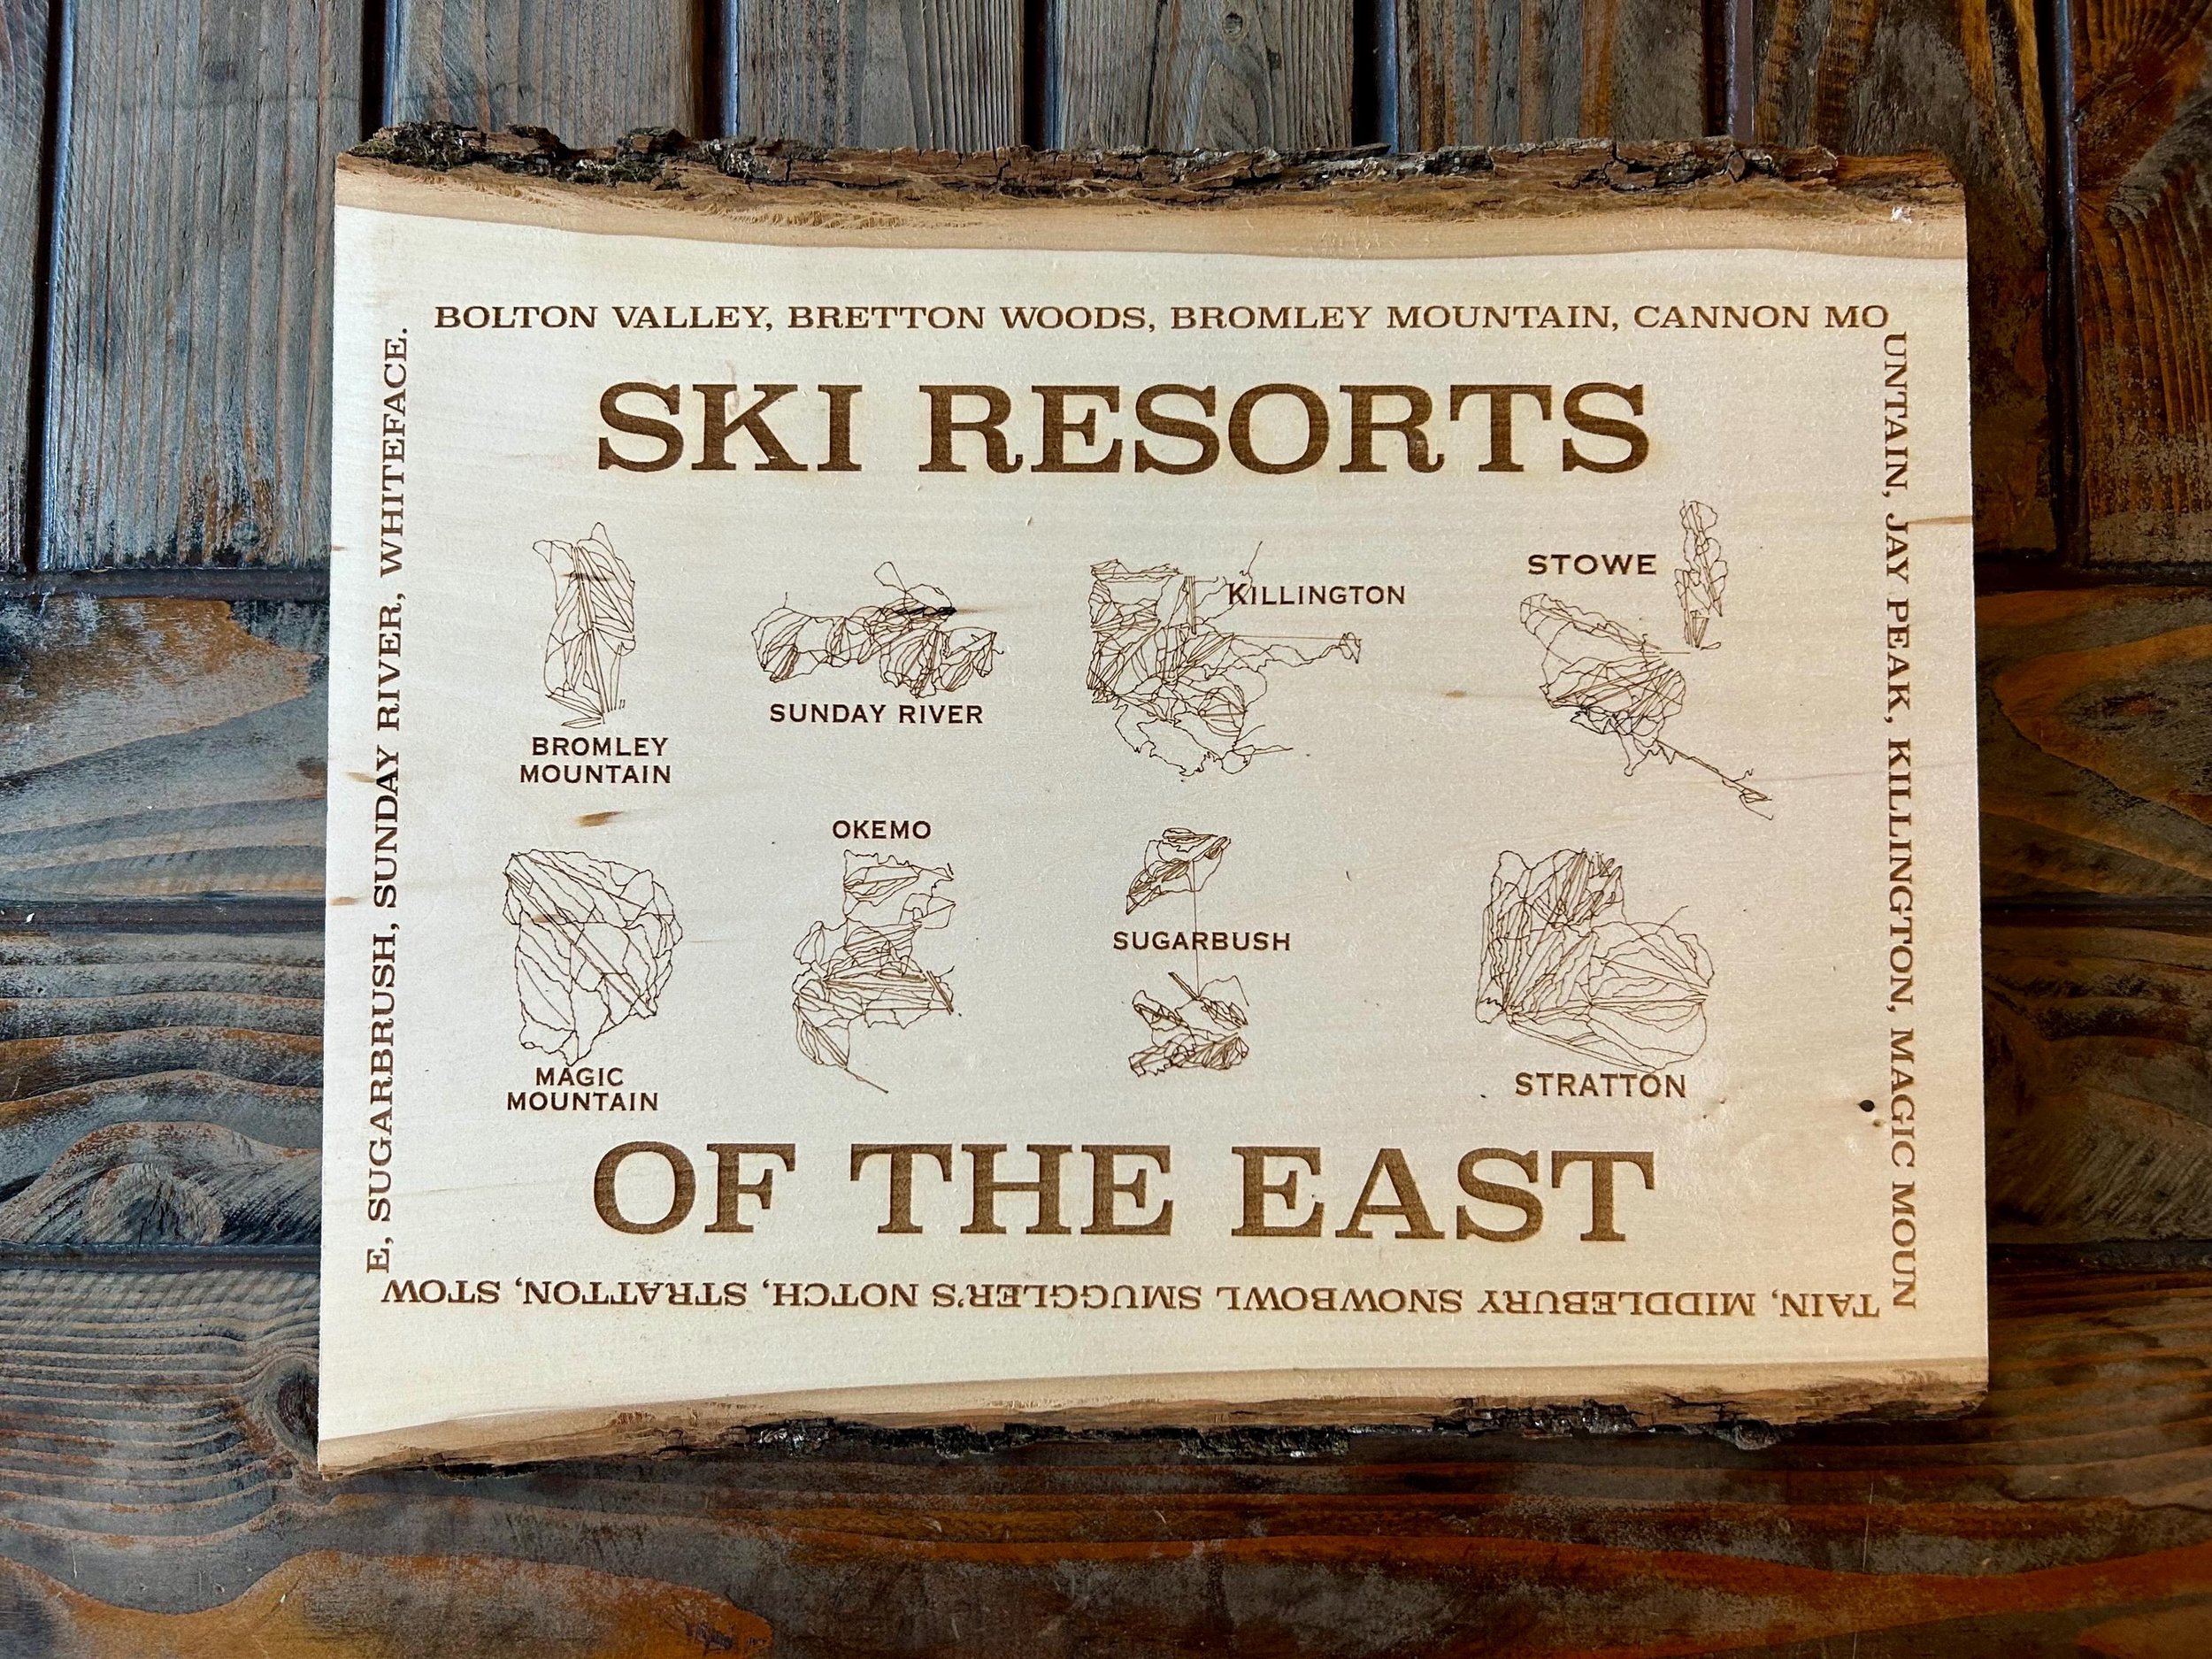 BOLTON VALLEY, BRETTON WOODS, BROMLEY MOUNTAIN, CANNON MO
UNTAIN, JAY PEAK, KILLINGTON, MAGIC MOUN
TAIN, MIDDLEBURY SNOWBOWL SMUGGLER'S NOTCH, STRATTON, STOW
E, SUGARBRUSH, SUNDAY RIVER, WHITEFACE.
SKI RESORTS
BROMLEY
MOUNTAIN
SUNDAY RIVER
KILLINGTON
STOWE
MAGIC
MOUNTAIN
OKEMO
SUGARBUSH
STRATTON
OF THE EAST